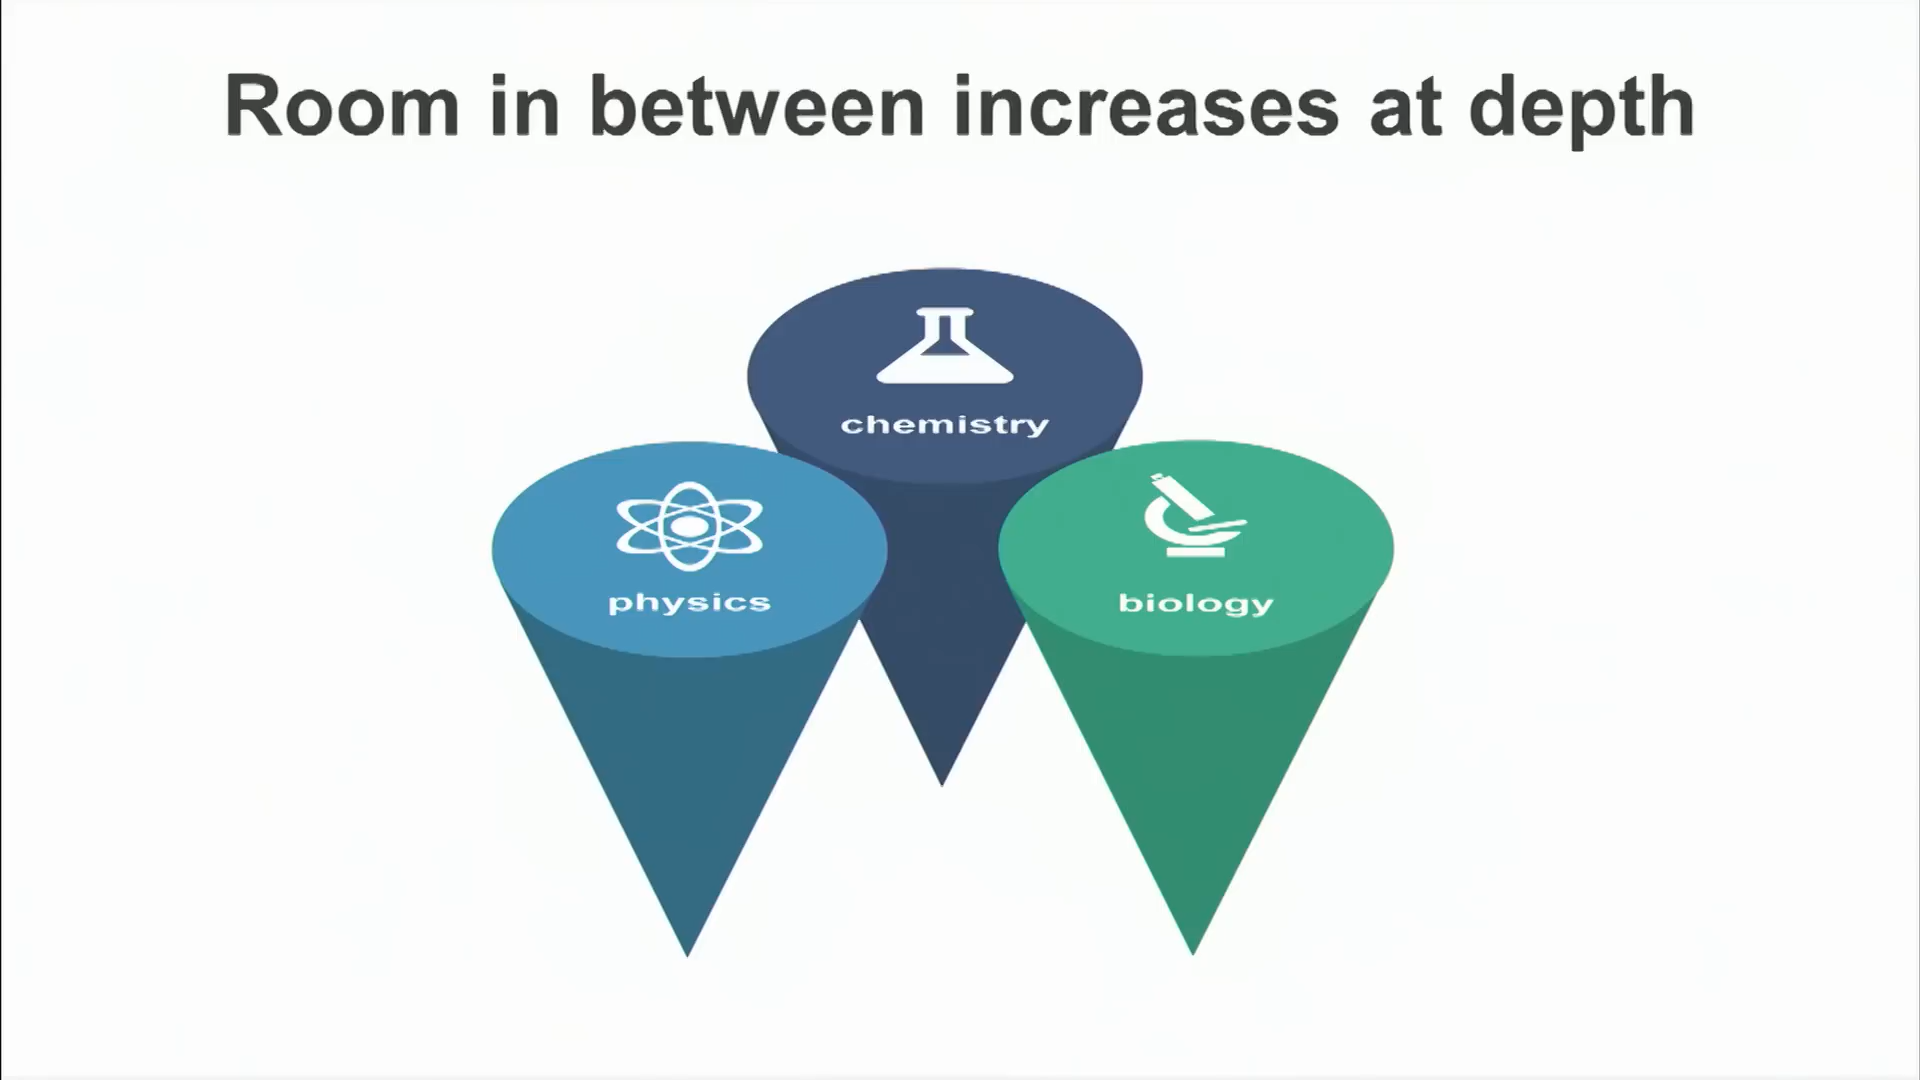 Room in between increases at depth
chemistry
physics
biology